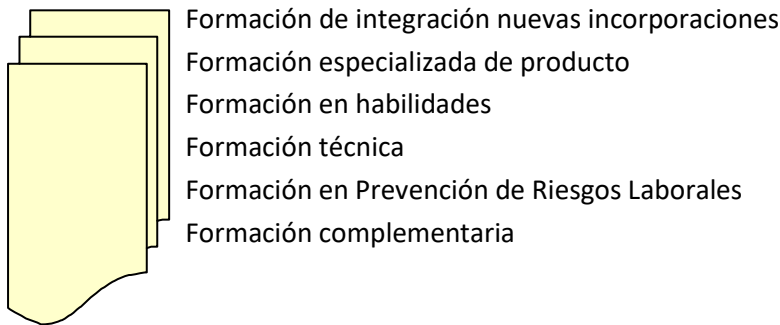 Formación de integración nuevas incorporaciones
Formación especializada de producto
Formación en habilidades
Formación técnica
Formación en Prevención de Riesgos Laborales
Formación complementaria